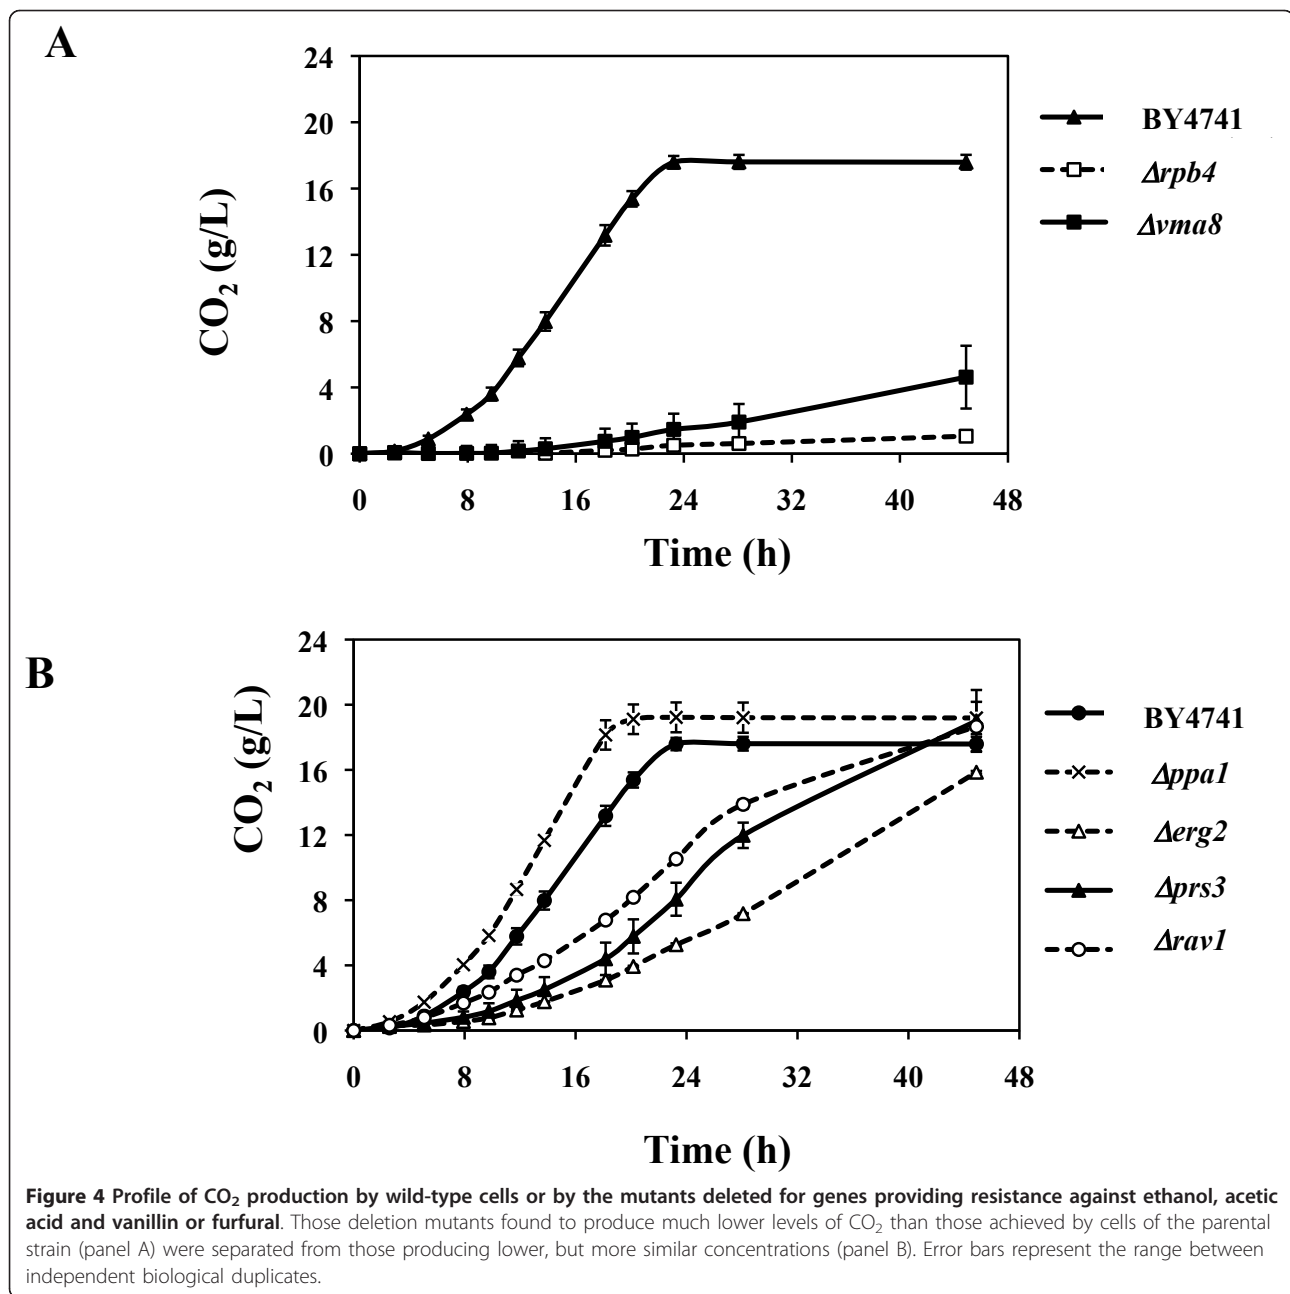 A
24
20
16
12
8
4
0
CO₂ (g/L)
0 8 16 24 32 40 48
Time (h)
BY4741
Δrpb4
Δvma8
B
24
20
16
12
8
4
0
CO₂ (g/L)
0 8 16 24 32 40 48
Time (h)
BY4741
Δppa1
Δerg2
Δprs3
Δrav1
Figure 4 Profile of CO₂ production by wild-type cells or by the mutants deleted for genes providing resistance against ethanol, acetic
acid and vanillin or furfural. Those deletion mutants found to produce much lower levels of CO₂ than those achieved by cells of the parental
strain (panel A) were separated from those producing lower, but more similar concentrations (panel B). Error bars represent the range between
independent biological duplicates.